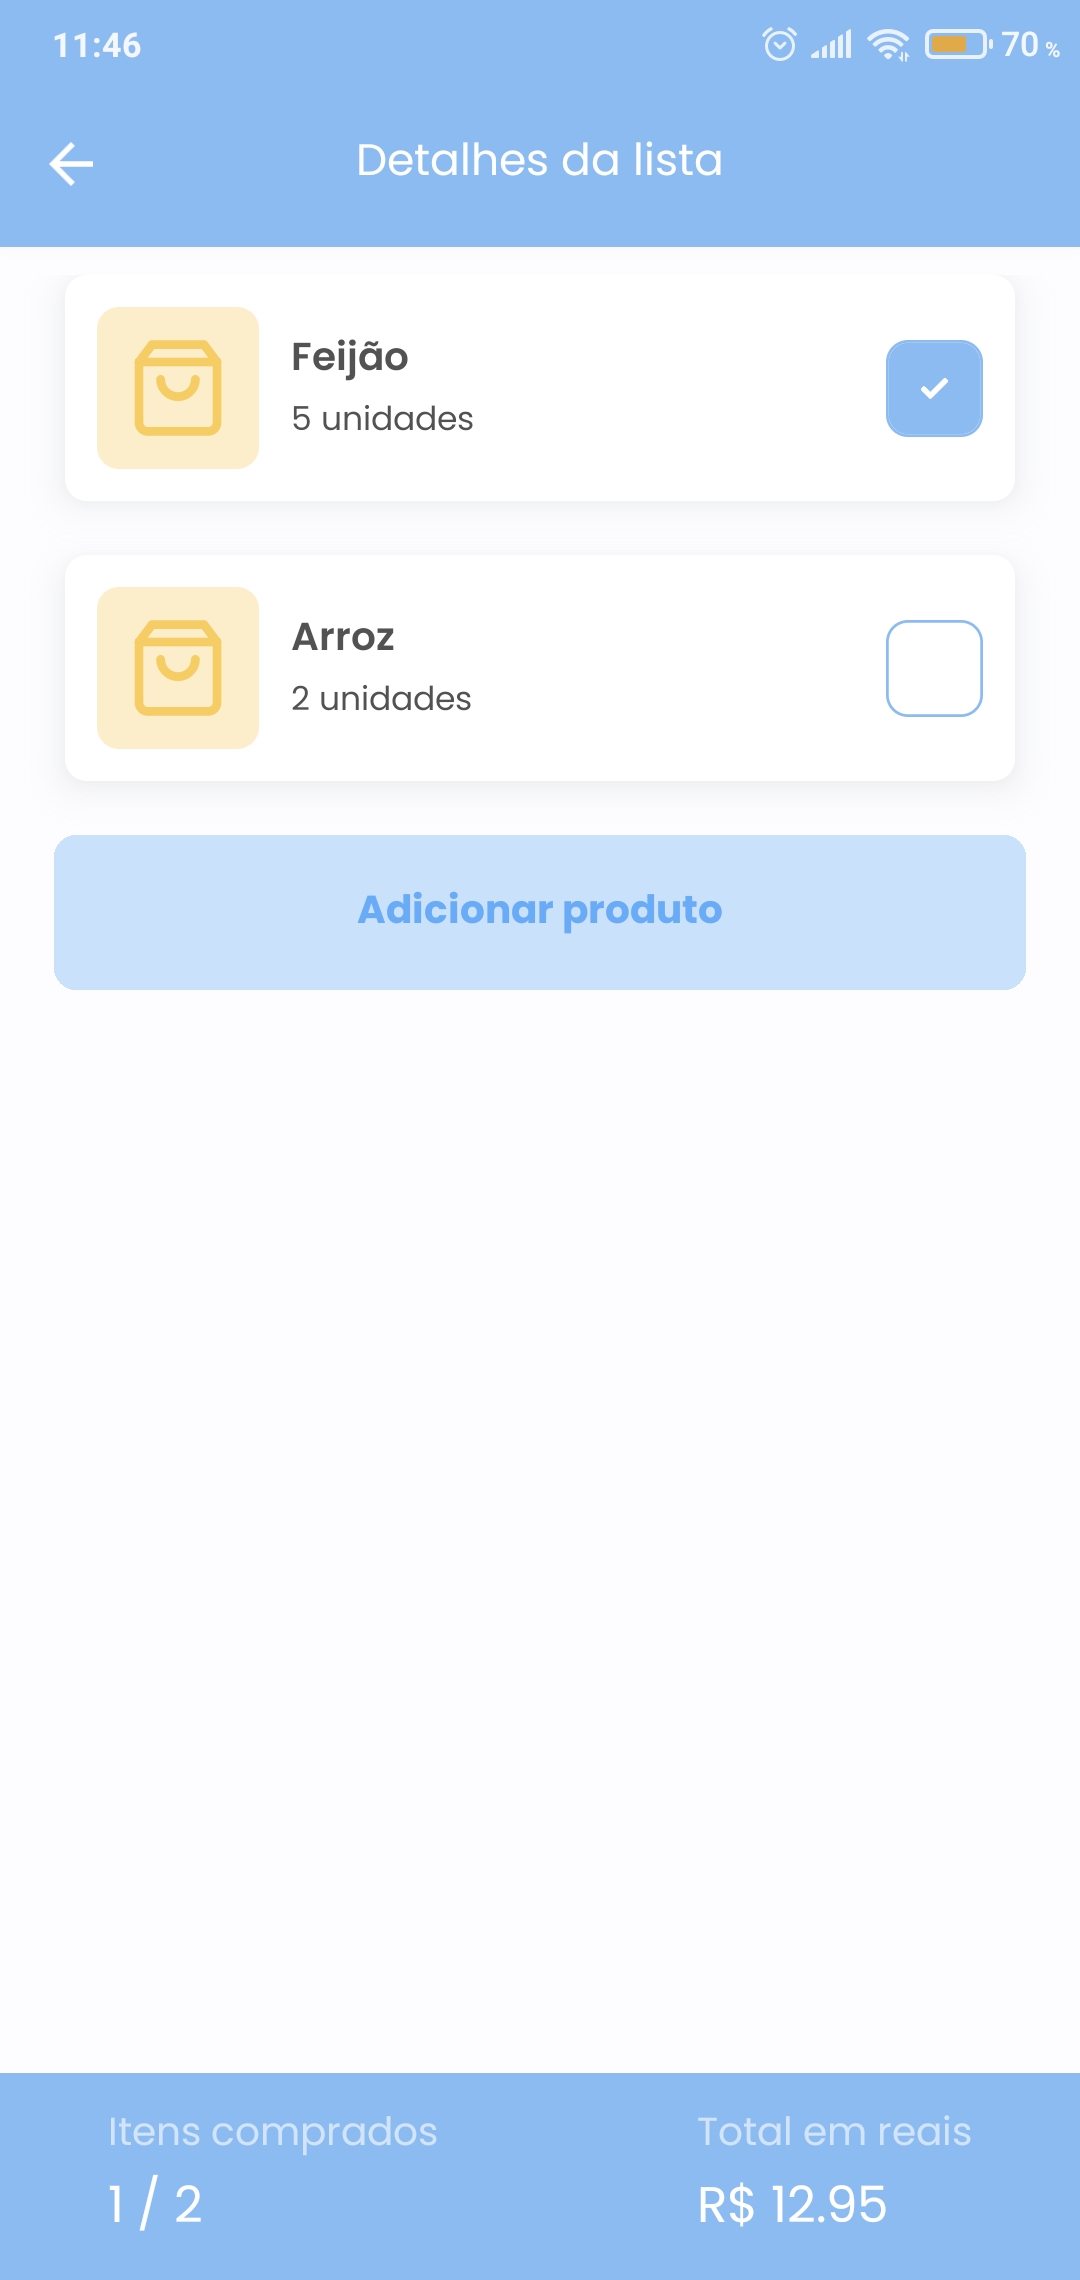 11:46
70 %
Detalhes da lista
Feijão
5 unidades
Arroz
2 unidades
Adicionar produto
Itens comprados
1 / 2
Total em reais
R$ 12.95